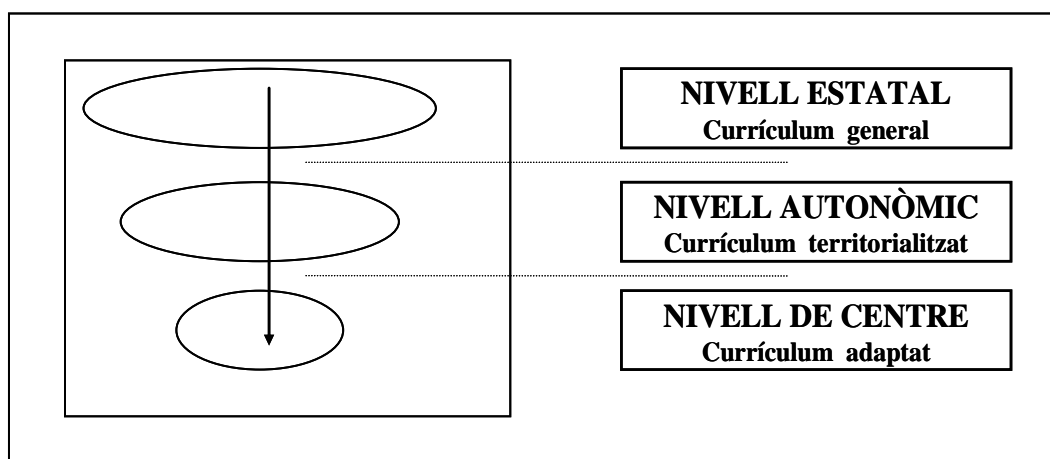 NIVELL ESTATAL
Currículum general
NIVELL AUTONÒMIC
Currículum territorialitzat
NIVELL DE CENTRE
Currículum adaptat